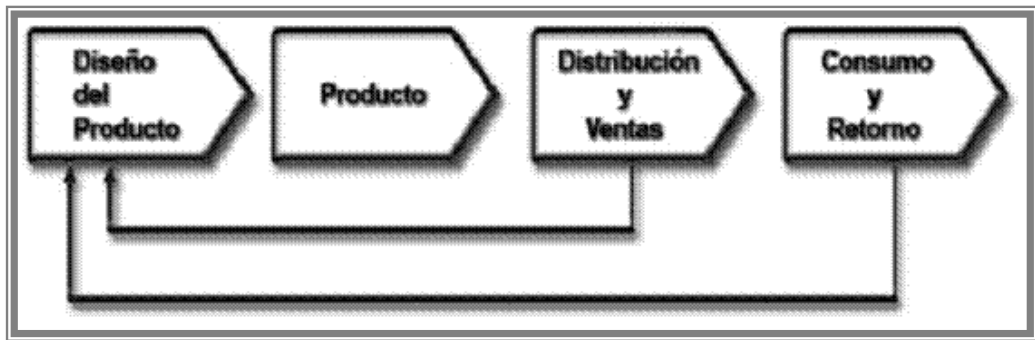 Diseño
del
Producto
Producto
Distribución
y
Ventas
Consumo
y
Retorno